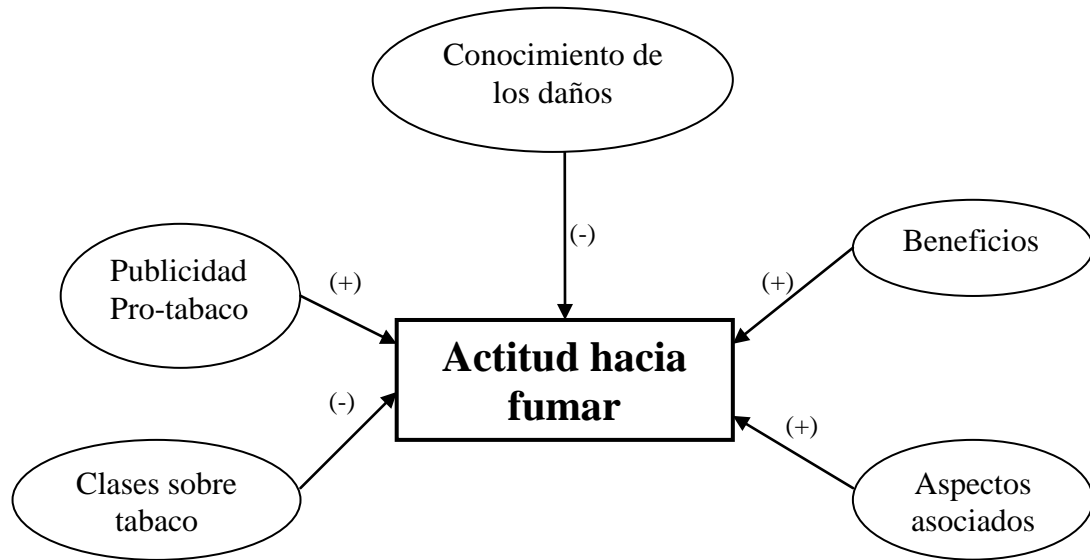 Conocimiento de
los daños
(-)
Beneficios
(+)
Publicidad
Pro-tabaco
(+)
Actitud hacia
fumar
(-)
Clases sobre
tabaco
(+)
Aspectos
asociados